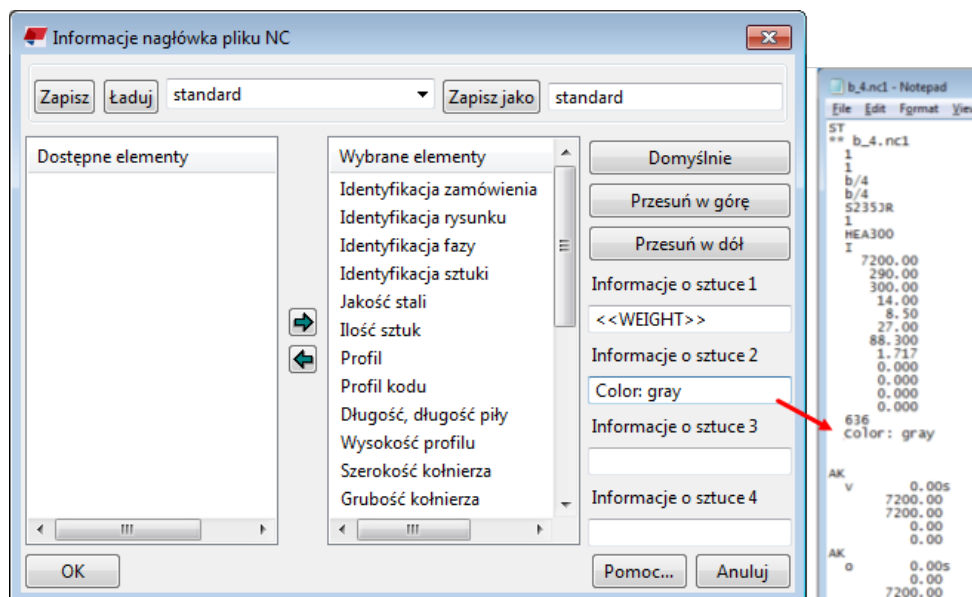 Informacje nagłówka pliku NC
Zapisz Ładuj standard Zapisz jako standard
Dostępne elementy
Wybrane elementy
Identyfikacja zamówienia
Identyfikacja rysunku
Identyfikacja fazy
Identyfikacja sztuki
Jakość stali
Ilość sztuk
Profil
Profil kodu
Długość, długość piły
Wysokość profilu
Szerokość kołnierza
Grubość kołnierza
Domyślnie
Przesuń w górę
Przesuń w dół
Informacje o sztuce 1
<<WEIGHT>>
Informacje o sztuce 2
Color: gray
Informacje o sztuce 3
Informacje o sztuce 4
OK
Pomoc... Anuluj
b_4.nc1 - Notepad
File Edit Format View
ST
** b_4.nc1
1
1
b/4
b/4
S235JR
1
HEA300
I
7200.00
290.00
300.00
14.00
8.50
27.00
88.300
1.717
0.000
0.000
0.000
0.000
636
Color: gray
AK
v 0.00s
7200.00
7200.00
0.00
0.00
AK
o 0.00s
0.00
7200.00